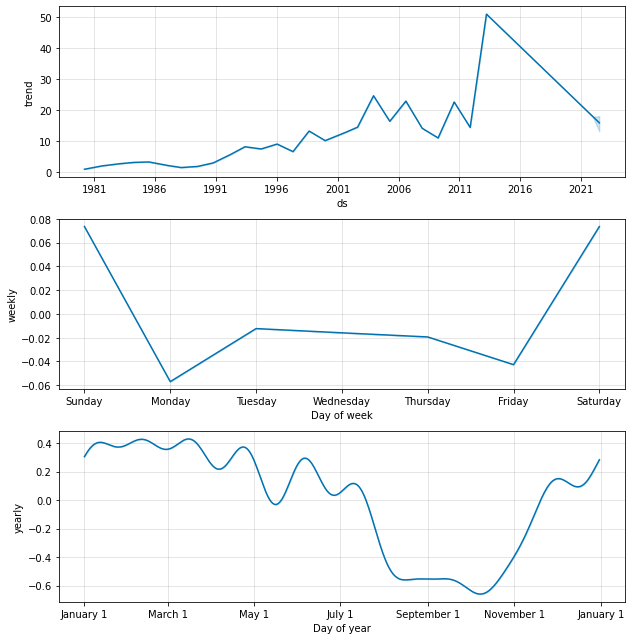 50
40
30
20
10
0
trend
1981 1986 1991 1996 2001 2006 2011 2016 2021
ds
0.08
0.06
0.04
0.02
0.00
−0.02
−0.04
−0.06
weekly
Sunday Monday Tuesday Wednesday Thursday Friday Saturday
Day of week
0.4
0.2
0.0
−0.2
−0.4
−0.6
yearly
January 1 March 1 May 1 July 1 September 1 November 1 January 1
Day of year